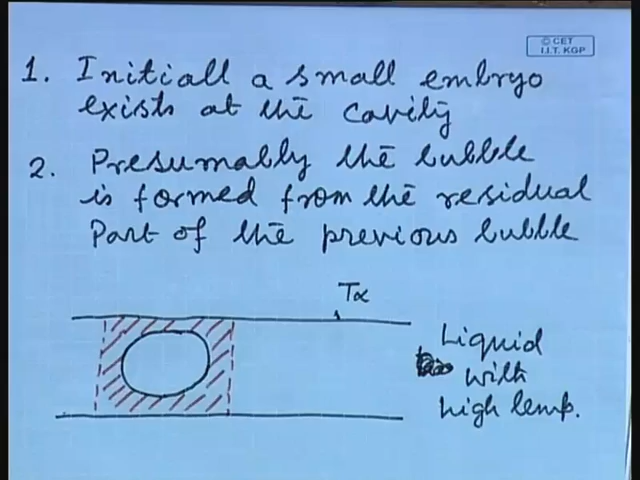 © CET
I.I.T. KGP
1. Initiall a small embryo
exists at the cavity
2. Presumably the bubble
is formed from the residual
Part of the previous bubble
Tα
Liquid
with
high temp.